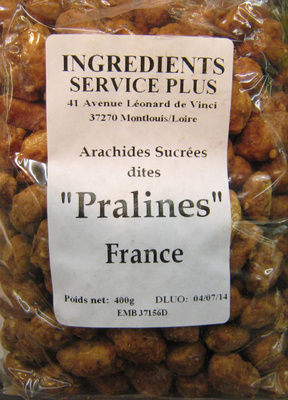 INGREDIENTS
SERVICE PLUS
41 Avenue Léonard de Vinci
37270 Montlouis/Loire
Arachides Sucrées
dites
"Pralines"
France
Poids net: 400g DLUO: 04/07/14
EMB 37156D